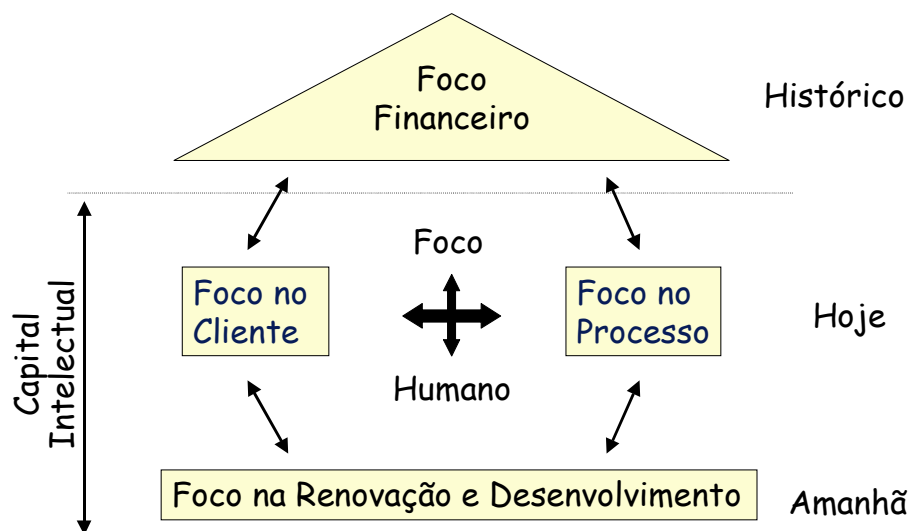 Foco
Financeiro
Histórico
Foco
Foco no
Cliente
Foco no
Processo
Hoje
Humano
Capital
Intelectual
Foco na Renovação e Desenvolvimento
Amanhã